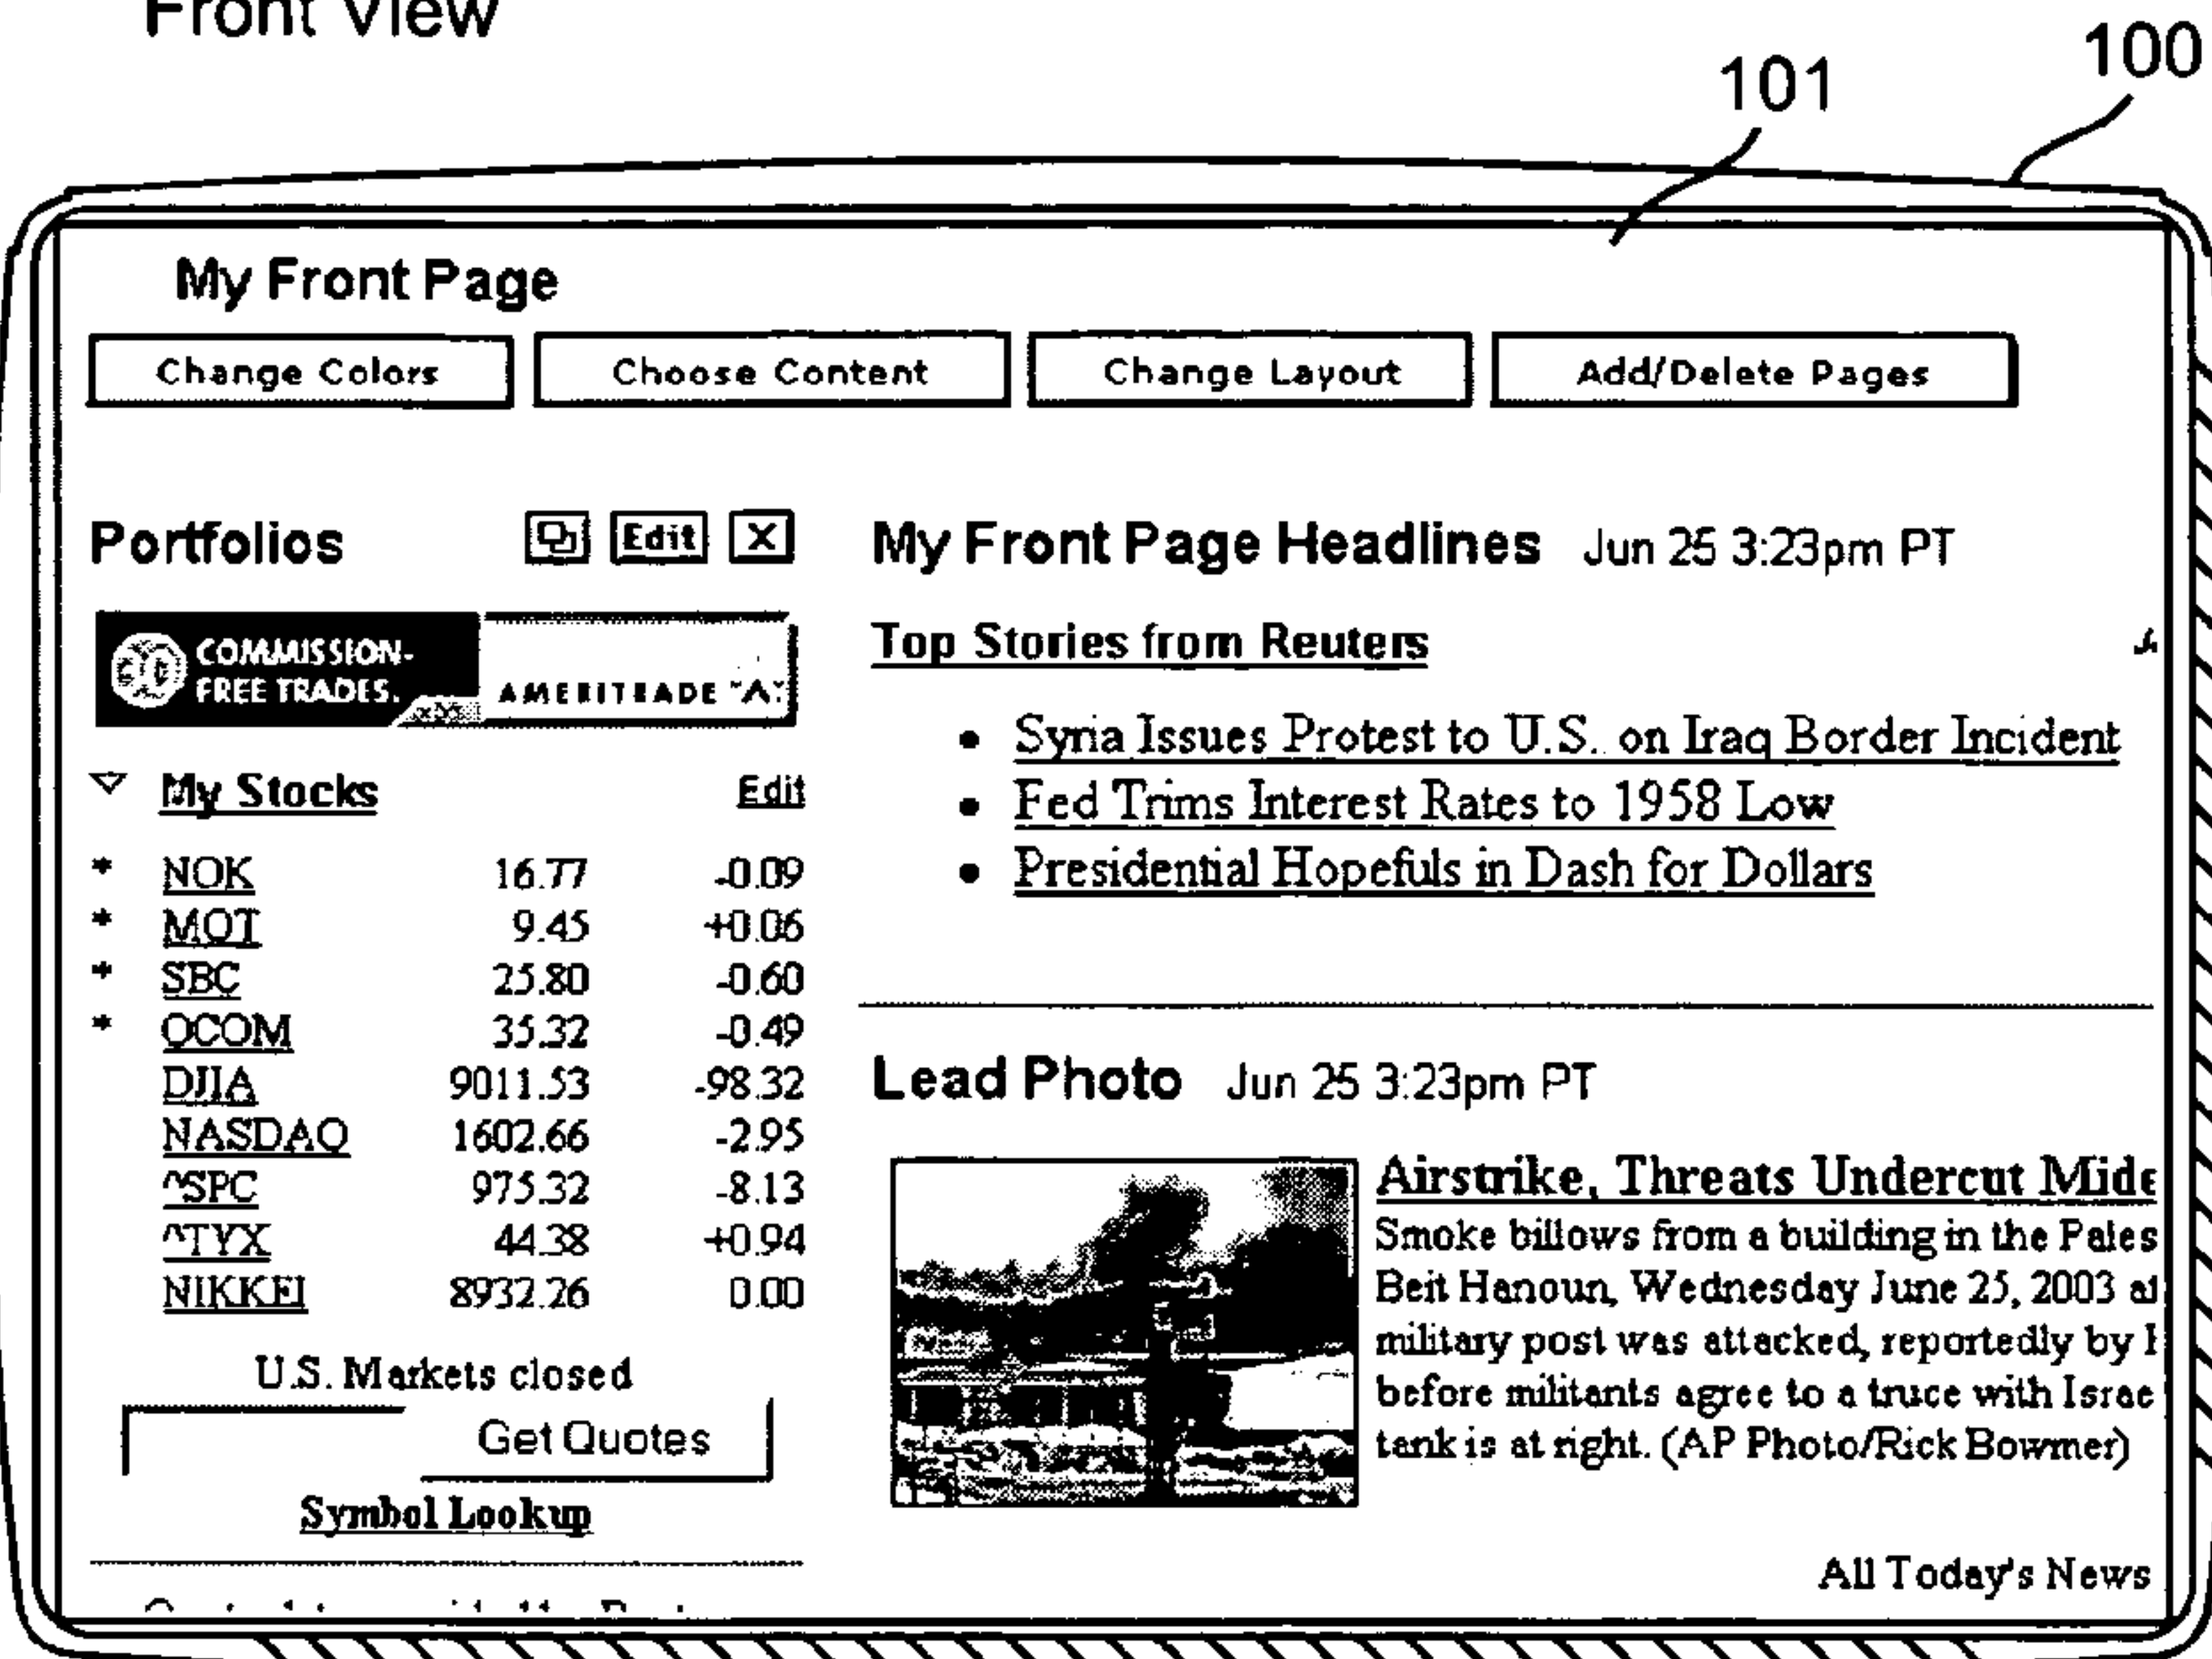 Front View
100
101
My Front Page
Change Colors
Choose Content
Change Layout
Add/Delete Pages
Portfolios
Edit
X
COMMISSION-
FREE TRADES.
AMERITRADE
My Stocks Edit
* NOK 16.77 -0.09
* MOT 9.45 +0.06
* SBC 25.80 -0.60
* QCOM 35.32 -0.49
DJIA 9011.53 -98.32
NASDAQ 1602.66 -2.95
^SPC 975.32 -8.13
^TYX 44.38 +0.94
NIKKEI 8932.26 0.00
U.S. Markets closed
Get Quotes
Symbol Lookup
My Front Page Headlines Jun 25 3:23pm PT
Top Stories from Reuters
• Syria Issues Protest to U.S. on Iraq Border Incident
• Fed Trims Interest Rates to 1958 Low
• Presidential Hopefuls in Dash for Dollars
Lead Photo Jun 25 3:23pm PT
Airstrike, Threats Undercut Mide
Smoke billows from a building in the Pales
Beit Hanoun, Wednesday June 25, 2003
military post was attacked, reportedly by
before militants agree to a truce with Israe
tank is at right. (AP Photo/Rick Bowmer)
All Today's News